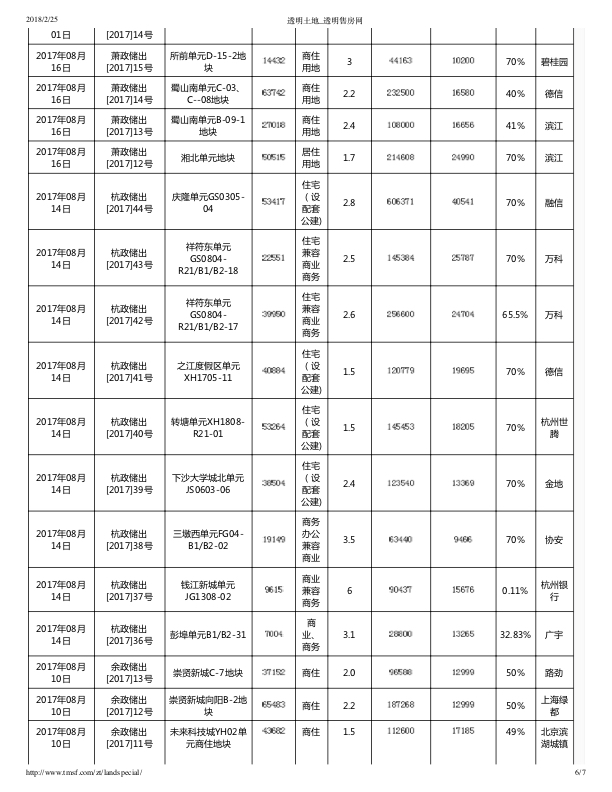 2018/2/25
透明土地_透明售房网
01日 [2017]14号
2017年08月16日 萧政储出[2017]15号 所前单元D-15-2地块 14432 商住用地 3 44163 10200 70% 碧桂园
2017年08月16日 萧政储出[2017]14号 蜀山南单元C-03、C--08地块 63742 商住用地 2.2 232500 16580 40% 德信
2017年08月16日 萧政储出[2017]13号 蜀山南单元B-09-1地块 27018 商住用地 2.4 108000 16656 41% 滨江
2017年08月16日 萧政储出[2017]12号 湘北单元地块 50515 居住用地 1.7 214608 24990 70% 滨江
2017年08月14日 杭政储出[2017]44号 庆隆单元GS0305-04 53417 住宅（设配套公建) 2.8 606371 40541 70% 融信
2017年08月14日 杭政储出[2017]43号 祥符东单元GS0804-R21/B1/B2-18 22551 住宅兼容商业商务 2.5 145384 25787 70% 万科
2017年08月14日 杭政储出[2017]42号 祥符东单元GS0804-R21/B1/B2-17 39950 住宅兼容商业商务 2.6 256600 24704 65.5% 万科
2017年08月14日 杭政储出[2017]41号 之江度假区单元XH1705-11 40884 住宅（设配套公建) 1.5 120779 19695 70% 德信
2017年08月14日 杭政储出[2017]40号 转塘单元XH1808-R21-01 53264 住宅（设配套公建) 1.5 145453 18205 70% 杭州世腾
2017年08月14日 杭政储出[2017]39号 下沙大学城北单元JS0603-06 38504 住宅（设配套公建) 2.4 123540 13369 70% 金地
2017年08月14日 杭政储出[2017]38号 三墩西单元FG04-B1/B2-02 19149 商务办公兼容商业 3.5 63440 9466 70% 协安
2017年08月14日 杭政储出[2017]37号 钱江新城单元JG1308-02 9615 商业兼容商务 6 90437 15676 0.11% 杭州银行
2017年08月14日 杭政储出[2017]36号 彭埠单元B1/B2-31 7004 商业、商务 3.1 28800 13265 32.83% 广宇
2017年08月10日 余政储出[2017]13号 崇贤新城C-7地块 37152 商住 2.0 96588 12999 50% 路劲
2017年08月10日 余政储出[2017]12号 崇贤新城向阳B-2地块 65483 商住 2.2 187268 12999 50% 上海绿都
2017年08月10日 余政储出[2017]11号 未来科技城YH02单元商住地块 43682 商住 1.5 112600 17185 49% 北京滨湖城镇
http://www.tmsf.com/zt/landspecial/
6/7